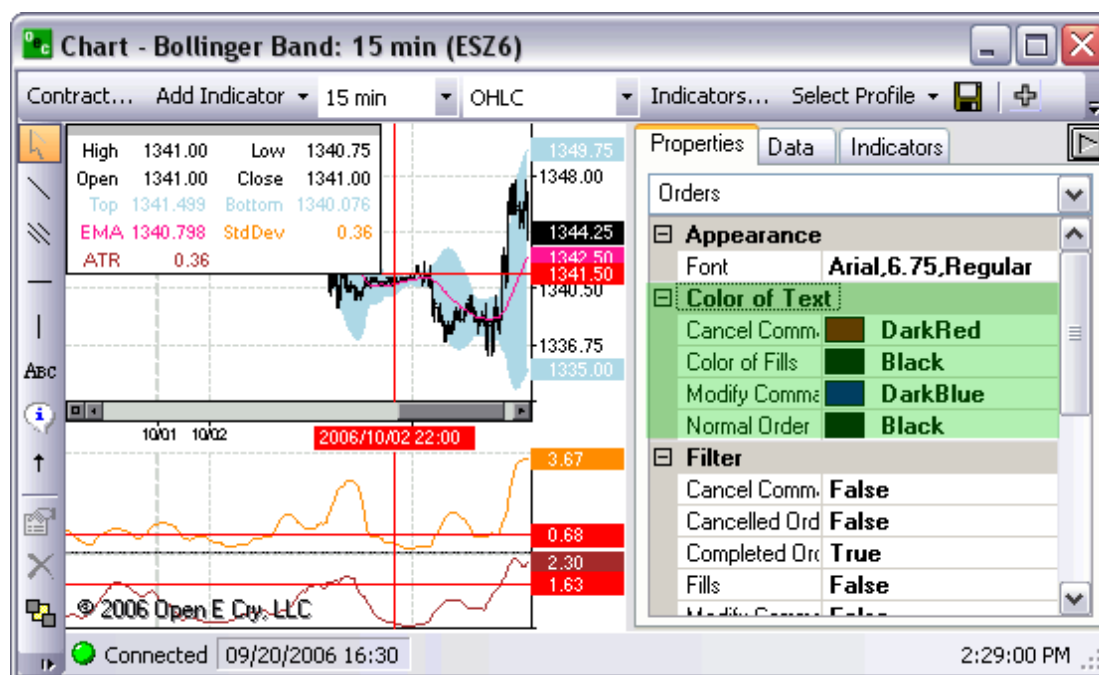 Chart - Bollinger Band: 15 min (ESZ6)
Contract... Add Indicator 15 min OHLC Indicators... Select Profile
High 1341.00 Low 1340.75
Open 1341.00 Close 1341.00
Top 1341.499 Bottom 1340.076
EMA 1340.798 StdDev 0.36
ATR 0.36
1349.75
1348.00
1344.25
1342.50
1341.50
1340.50
1336.75
1335.00
ABC
10/01 10/02 2006/10/02 22:00
3.67
0.68
2.30
1.63
© 2006 Open E Cry, LLC
Properties Data Indicators
Orders
Appearance
Font Arial,6.75,Regular
Color of Text
Cancel Comm DarkRed
Color of Fills Black
Modify Comma DarkBlue
Normal Order Black
Filter
Cancel Comm False
Cancelled Ord False
Completed Orc True
Fills False
Connected 09/20/2006 16:30 2:29:00 PM